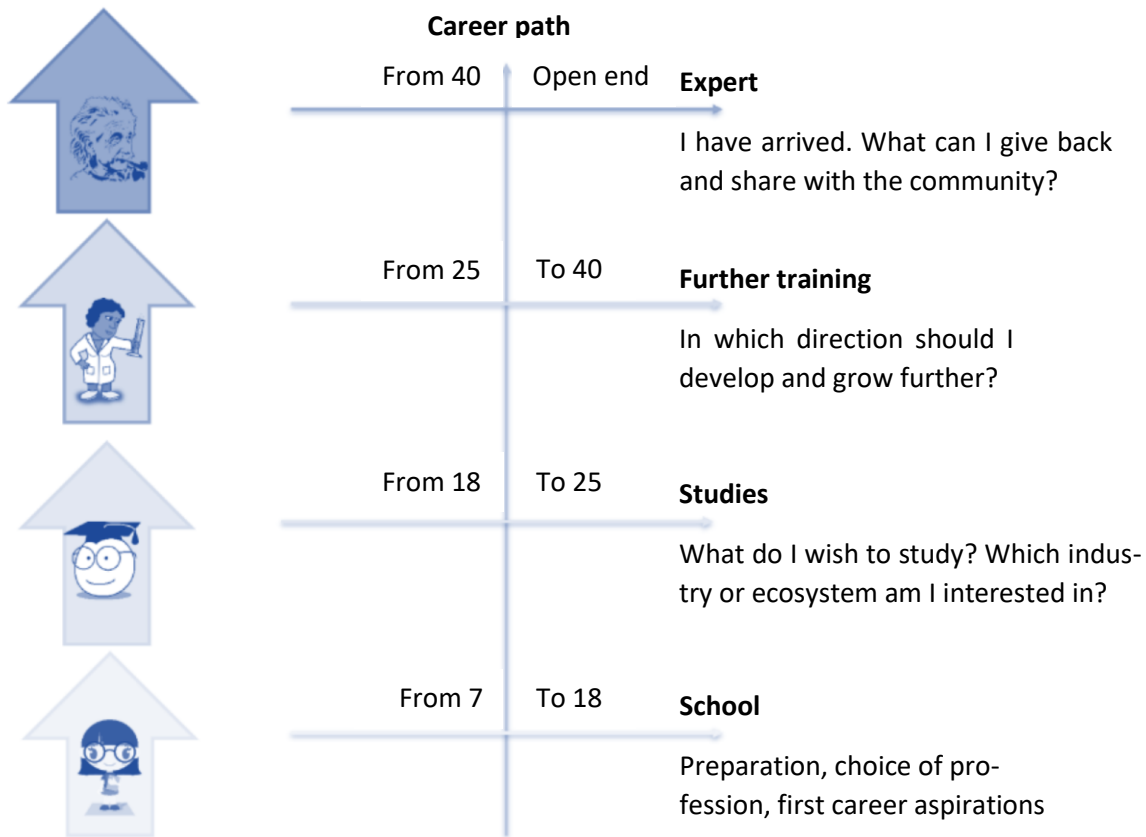 Career path
From 40 Open end Expert
I have arrived. What can I give back
and share with the community?
From 25 To 40 Further training
In which direction should I
develop and grow further?
From 18 To 25 Studies
What do I wish to study? Which indus-
try or ecosystem am I interested in?
From 7 To 18 School
Preparation, choice of pro-
fession, first career aspirations